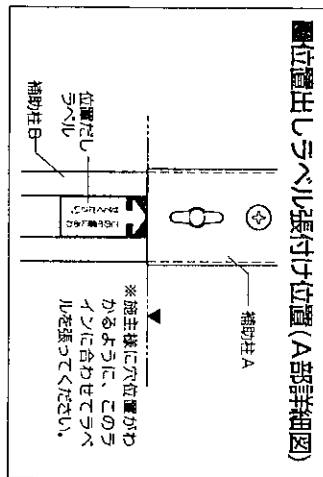 ■位置出しラベル張付け位置(A部詳細図)
補助柱A
※施主様に穴位置がわ
かるように、このラ
インに合わせてラベ
ルを張ってください。
位置だし
ラベル
補助柱B